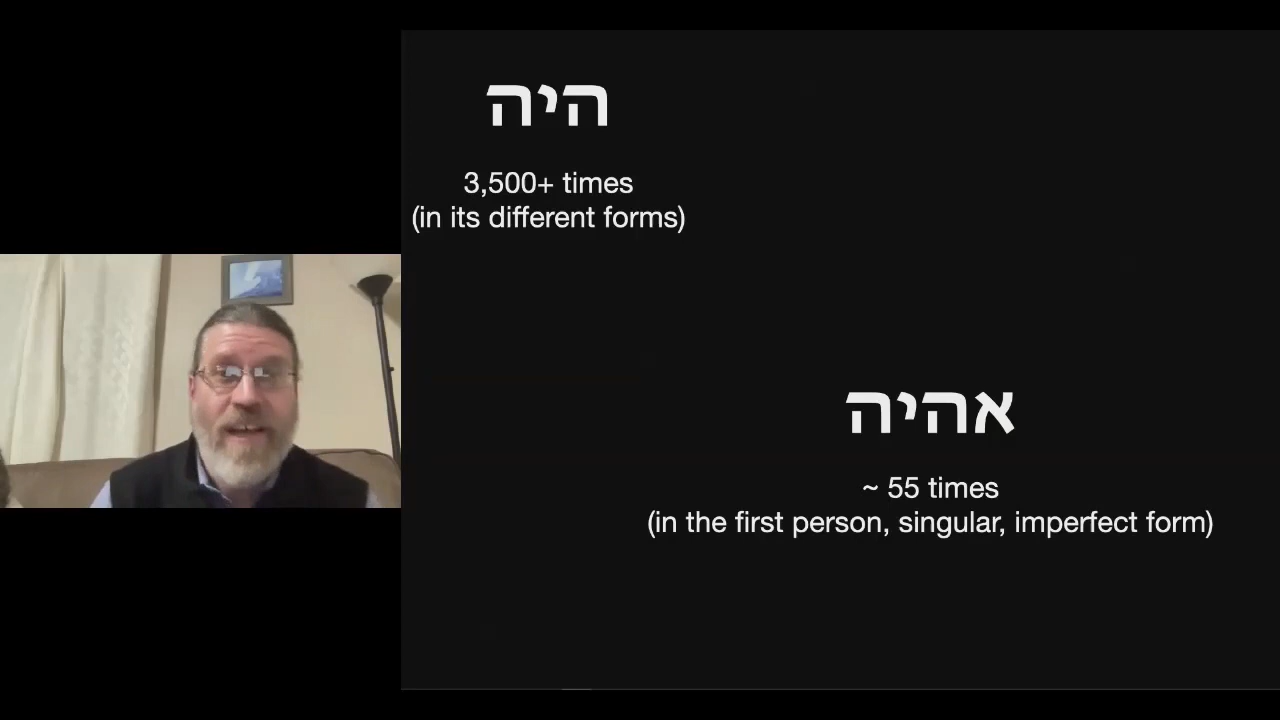 היה
3,500+ times
(in its different forms)
אהיה
~ 55 times
(in the first person, singular, imperfect form)